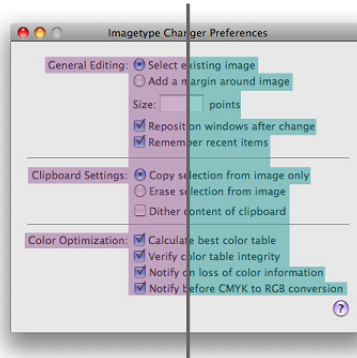 Imagetype Changer Preferences
General Editing: Select existing image
Add a margin around image
Size: points
Reposition windows after change
Remember recent items
Clipboard Settings: Copy selection from image only
Erase selection from image
Dither content of clipboard
Color Optimization: Calculate best color table
Verify color table integrity
Notify on loss of color information
Notify before CMYK to RGB conversion
?